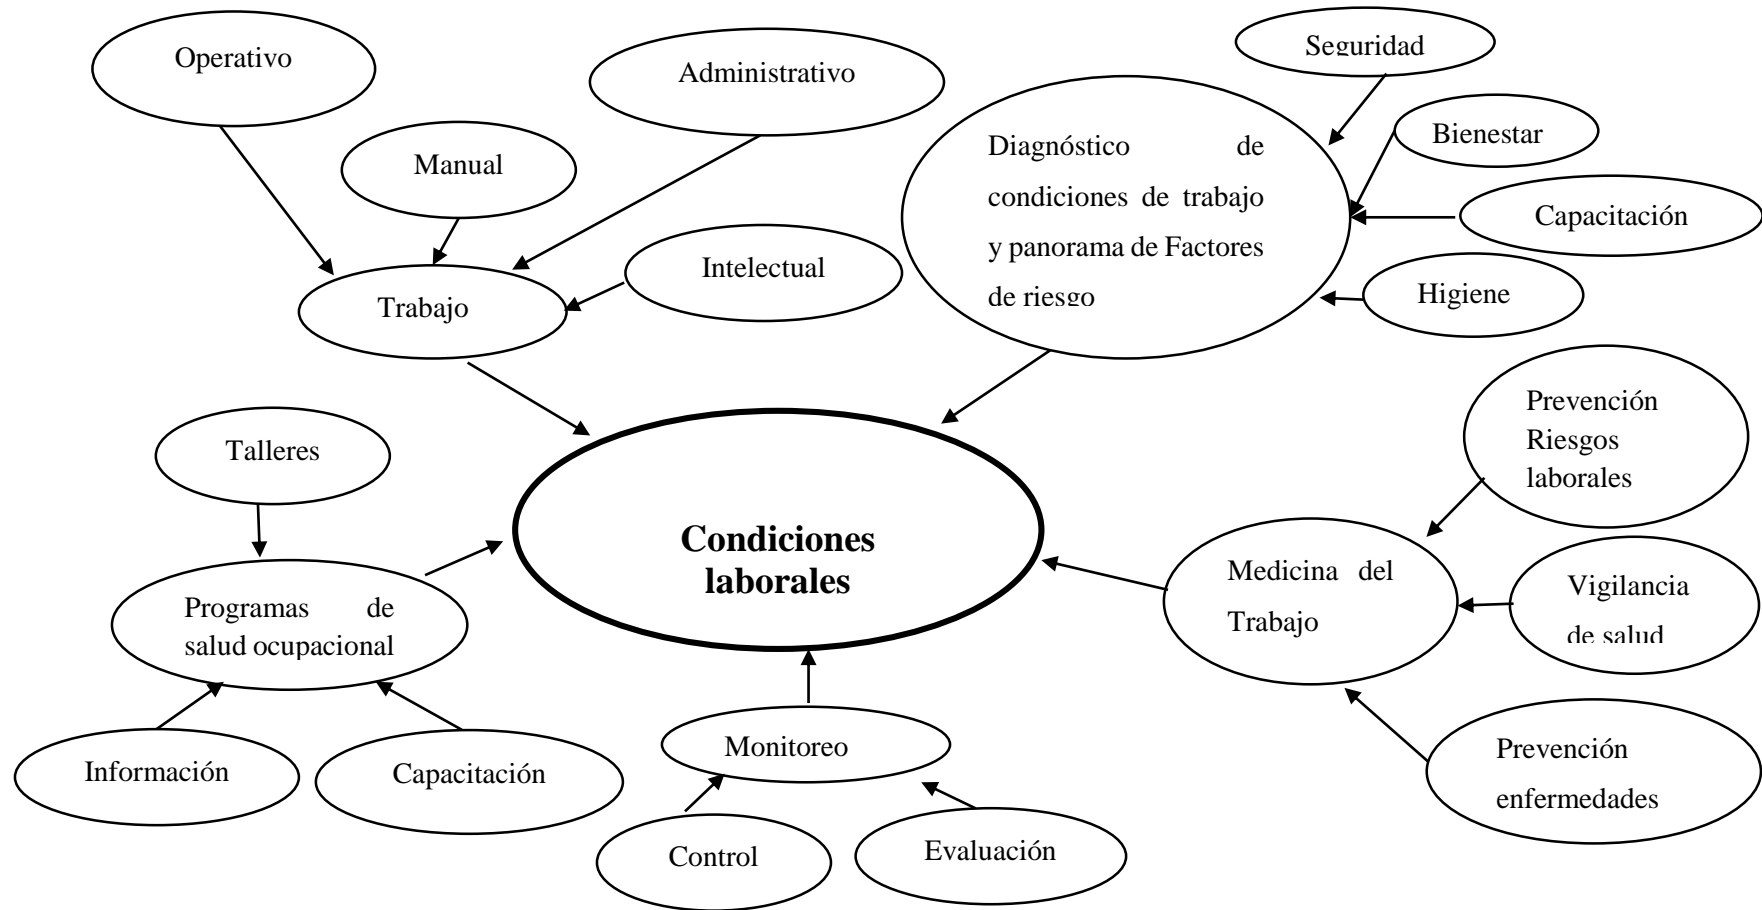 Operativo
Administrativo
Manual
Intelectual
Trabajo
Seguridad
Bienestar
Capacitación
Higiene
Diagnóstico de
condiciones de trabajo
y panorama de Factores
de riesgo
Condiciones
laborales
Prevención
Riesgos
laborales
Medicina del
Trabajo
Vigilancia
de salud
Prevención
enfermedades
Talleres
Programas de
salud ocupacional
Información
Capacitación
Monitoreo
Control
Evaluación